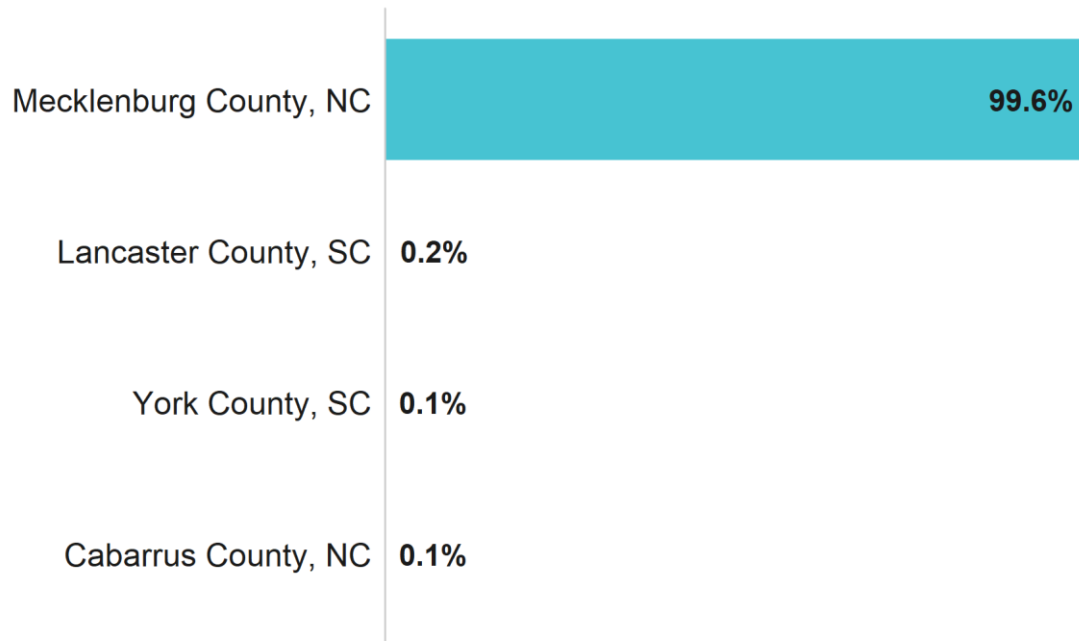 Mecklenburg County, NC 99.6%
Lancaster County, SC 0.2%
York County, SC 0.1%
Cabarrus County, NC 0.1%